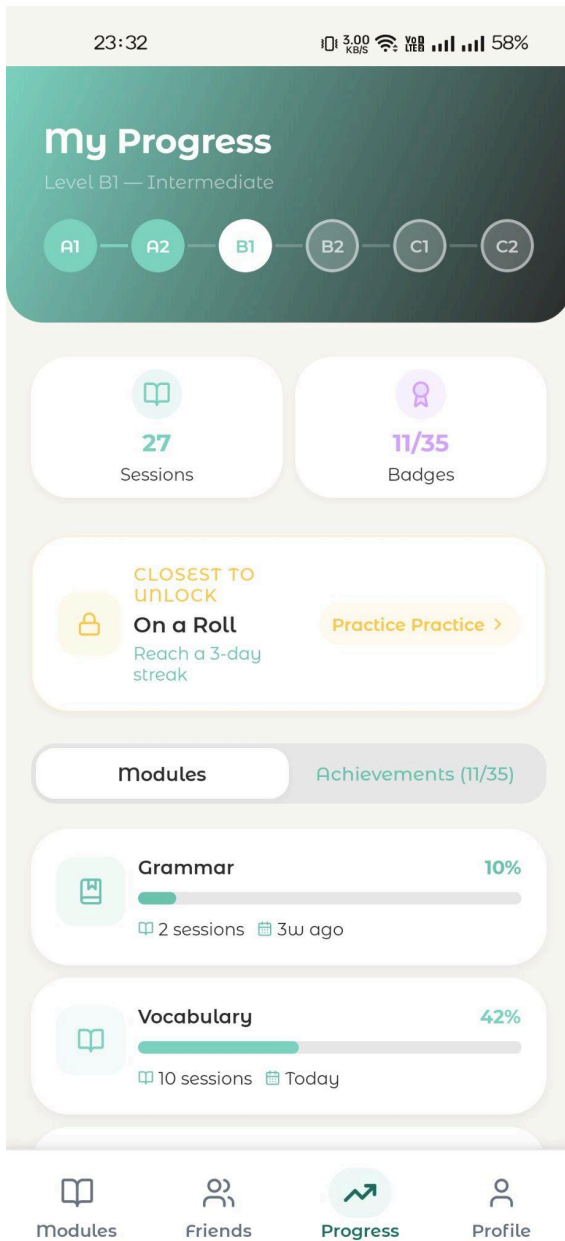 23:32
3.00 KB/S VoD LTE2 58%
My Progress
Level B1 — Intermediate
A1 A2 B1 B2 C1 C2
27
Sessions
11/35
Badges
CLOSEST TO
UNLOCK
On a Roll
Reach a 3-day
streak
Practice Practice
Modules
Achievements (11/35)
Grammar 10%
2 sessions 3w ago
Vocabulary 42%
10 sessions Today
Modules Friends Progress Profile